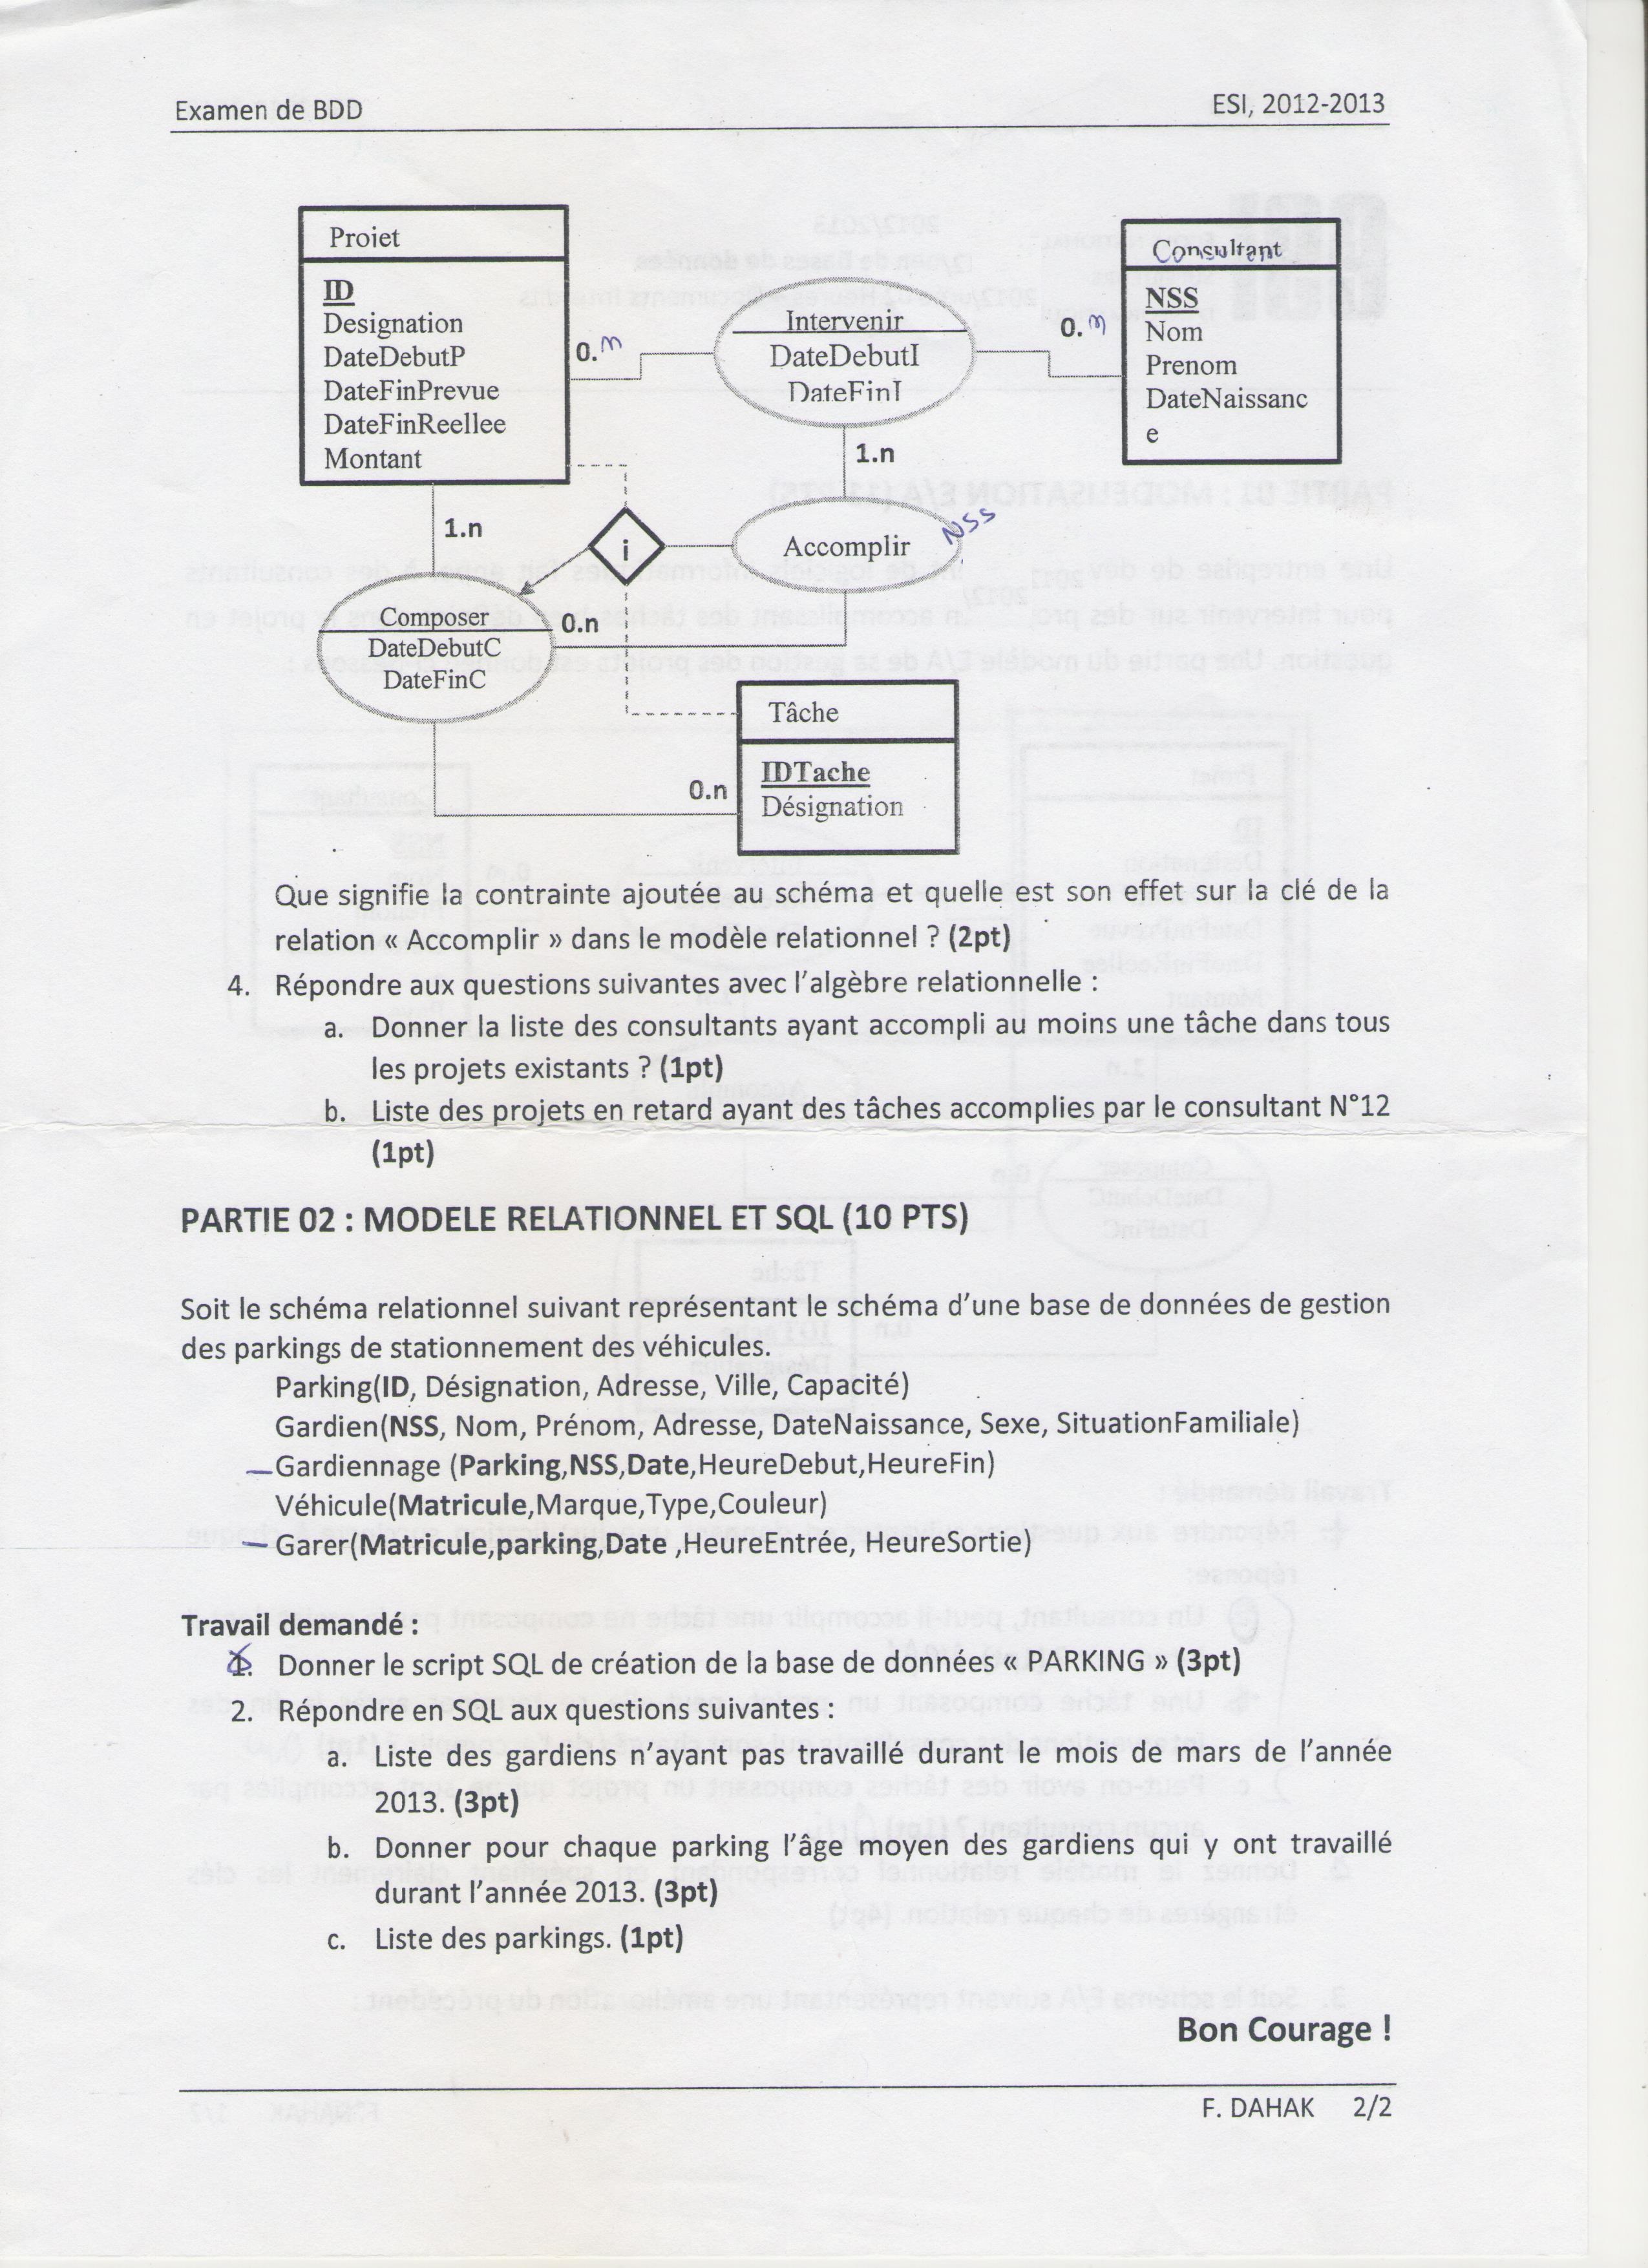 Examen de BDD
ESI, 2012-2013
Projet
ID
Designation
DateDebutP
DateFinPrevue
DateFinReellee
Montant
0.n
Intervenir
DateDebutI
DateFinI
0.n
Consultant
NSS
Nom
Prenom
DateNaissanc
e
1.n
1.n
i
Accomplir
NSS
Composer
DateDebutC
DateFinC
0.n
Tâche
IDTache
Désignation
0.n
Que signifie la contrainte ajoutée au schéma et quelle est son effet sur la clé de la
relation « Accomplir » dans le modèle relationnel ? (2pt)
4. Répondre aux questions suivantes avec l'algèbre relationnelle :
a. Donner la liste des consultants ayant accompli au moins une tâche dans tous
les projets existants ? (1pt)
b. Liste des projets en retard ayant des tâches accomplies par le consultant N°12
(1pt)
PARTIE 02 : MODELE RELATIONNEL ET SQL (10 PTS)
Soit le schéma relationnel suivant représentant le schéma d'une base de données de gestion
des parkings de stationnement des véhicules.
Parking(ID, Désignation, Adresse, Ville, Capacité)
Gardien(NSS, Nom, Prénom, Adresse, DateNaissance, Sexe, SituationFamiliale)
Gardiennage (Parking,NSS,Date,HeureDebut,HeureFin)
Véhicule(Matricule,Marque,Type,Couleur)
Garer(Matricule,parking,Date ,HeureEntrée, HeureSortie)
Travail demandé :
1. Donner le script SQL de création de la base de données « PARKING » (3pt)
2. Répondre en SQL aux questions suivantes :
a. Liste des gardiens n'ayant pas travaillé durant le mois de mars de l'année
2013. (3pt)
b. Donner pour chaque parking l'âge moyen des gardiens qui y ont travaillé
durant l'année 2013. (3pt)
c. Liste des parkings. (1pt)
Bon Courage !
F. DAHAK 2/2